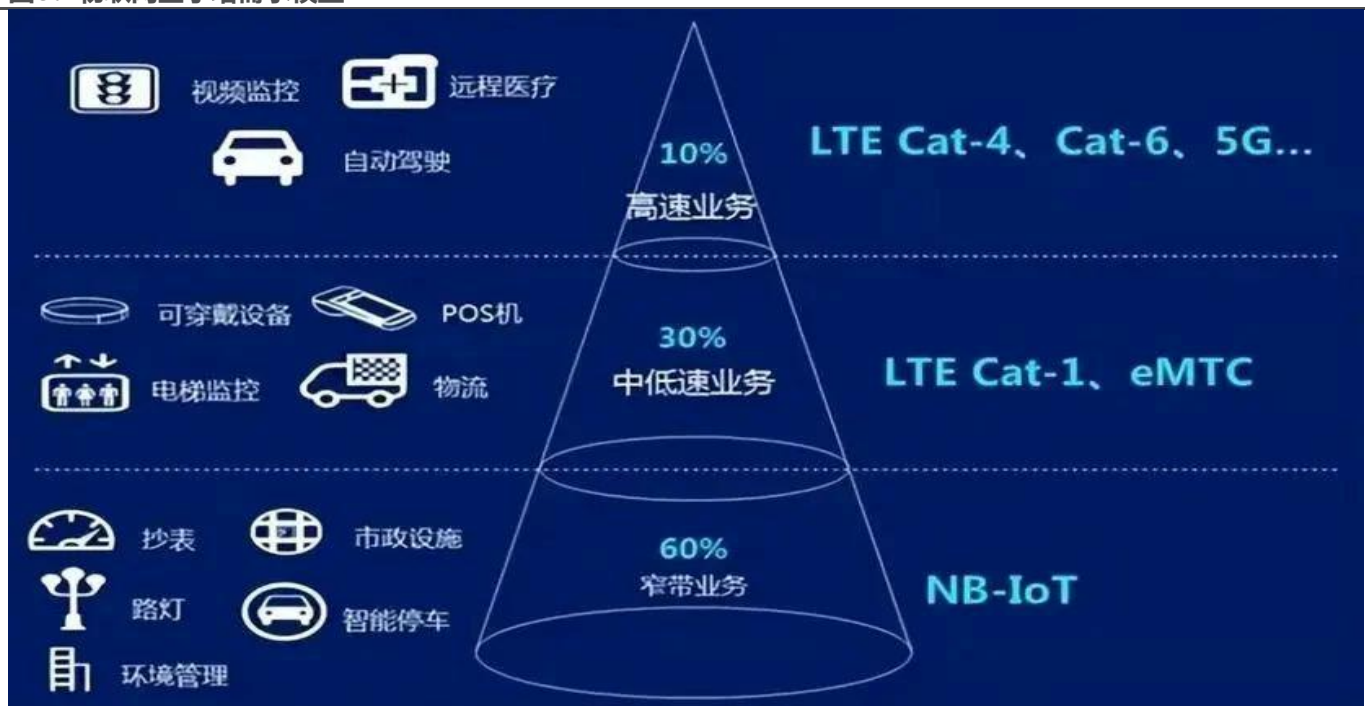 视频监控
远程医疗
自动驾驶
10%
高速业务
LTE Cat-4、Cat-6、5G...
可穿戴设备
POS机
电梯监控
物流
30%
中低速业务
LTE Cat-1、eMTC
抄表
市政设施
路灯
智能停车
环境管理
60%
窄带业务
NB-IoT